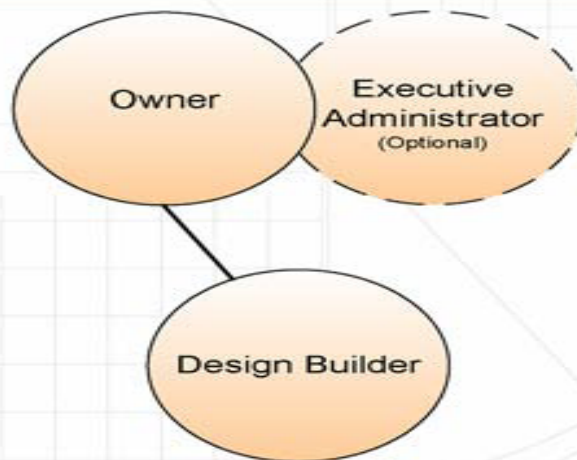 Owner
Executive
Administrator
(Optional)
Design Builder